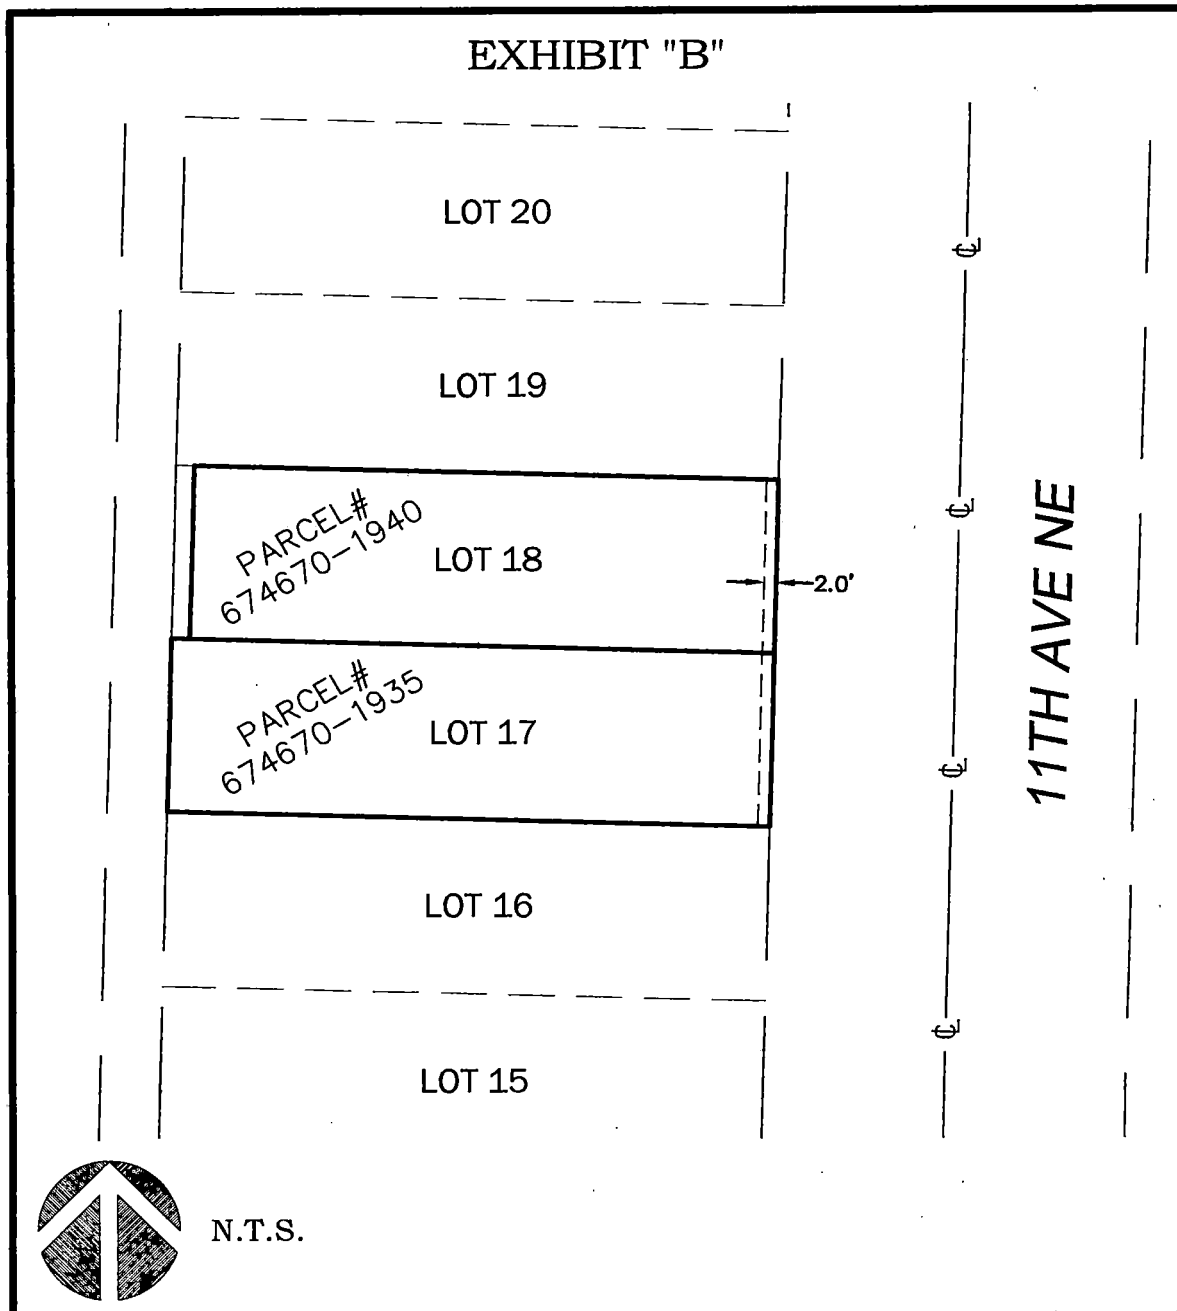 EXHIBIT "B"
LOT 20
℄
LOT 19
℄
PARCEL#
674670-1940
LOT 18
2.0'
11TH AVE NE
PARCEL#
674670-1935
LOT 17
℄
LOT 16
℄
LOT 15
N.T.S.